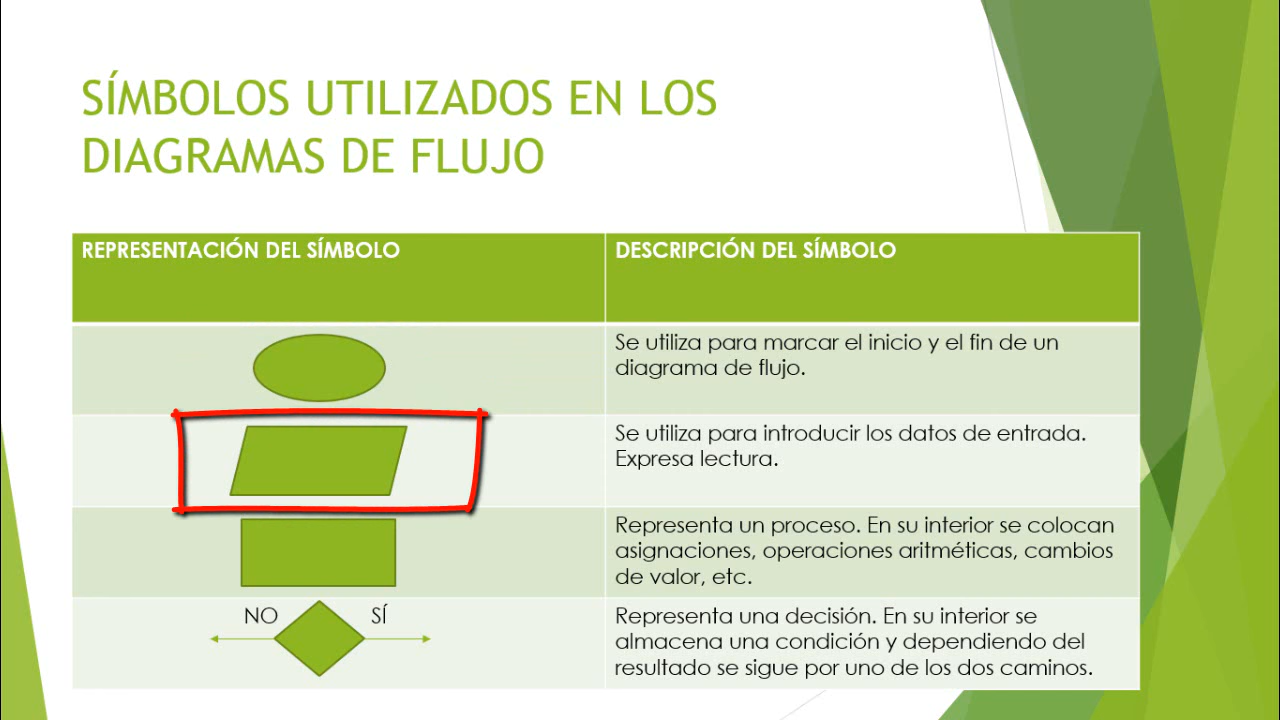 SÍMBOLOS UTILIZADOS EN LOS
DIAGRAMAS DE FLUJO
REPRESENTACIÓN DEL SÍMBOLO
DESCRIPCIÓN DEL SÍMBOLO
Se utiliza para marcar el inicio y el fin de un
diagrama de flujo.
Se utiliza para introducir los datos de entrada.
Expresa lectura.
Representa un proceso. En su interior se colocan
asignaciones, operaciones aritméticas, cambios
de valor, etc.
NO
SÍ
Representa una decisión. En su interior se
almacena una condición y dependiendo del
resultado se sigue por uno de los dos caminos.